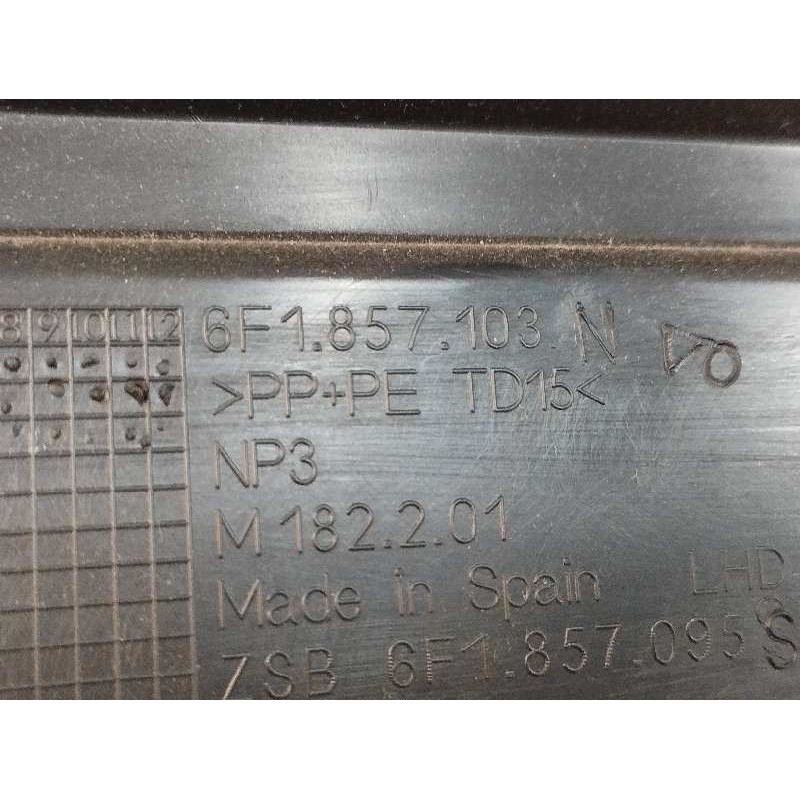 8 9 10 11 12
6F1.857.103 N
>PP+PE TD15<
NP3
M 182.2.01
Made in Spain LHD
ZSB 6F1.857.095 S